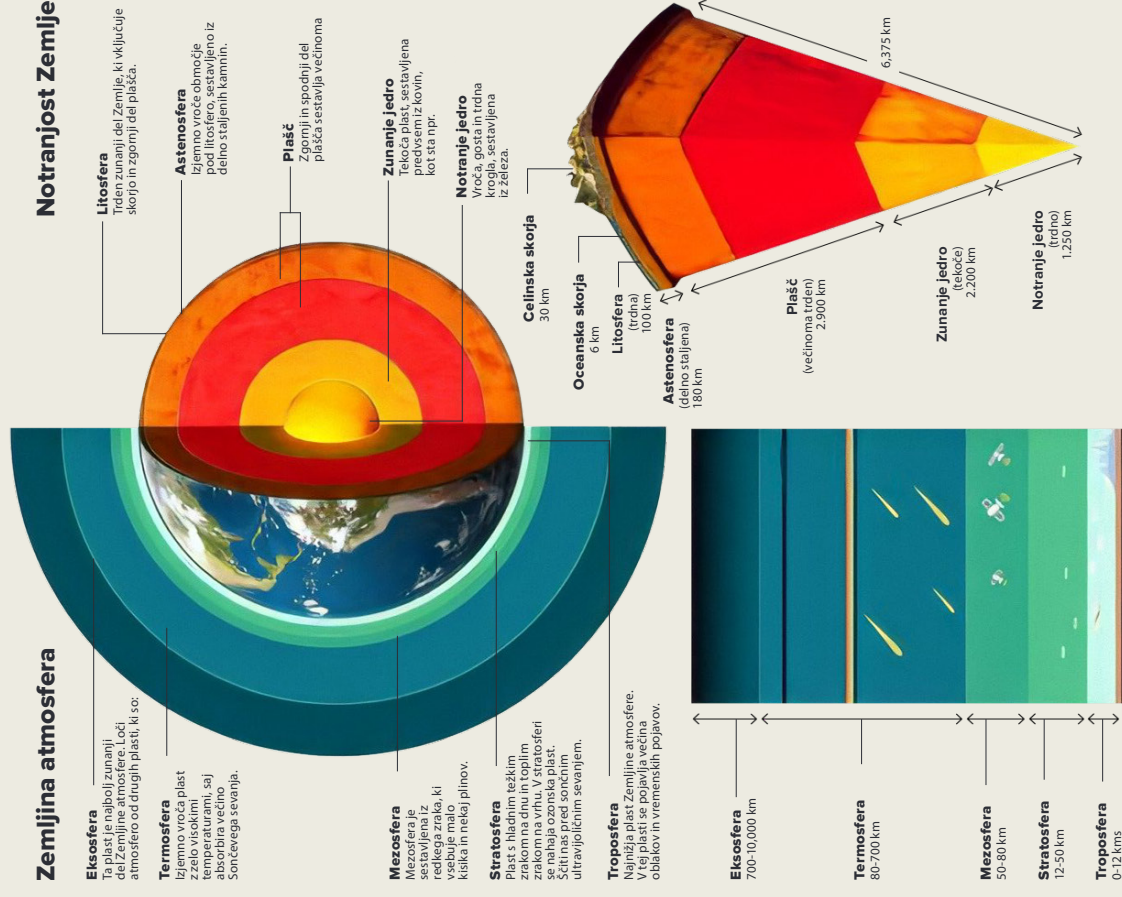 Zemljina atmosfera
Eksosfera
Ta plast je najbolj zunanji
del Zemljine atmosfere. Loči
atmosfero od drugih plasti, ki so:
Termosfera
Izjemno vroča plast
z zelo visokimi
temperaturami, saj
absorbira večino
Sončevega sevanja.
Mezosfera
Mezosfera je
sestavljena iz
redkega zraka, ki
vsebuje malo
kisika in nekaj plinov.
Stratosfera
Plast s hladnim težkim
zrakom na dnu in toplim
zrakom na vrhu. V stratosferi
se nahaja ozonska plast.
Ščiti nas pred sončnim
ultravijoličnim sevanjem.
Troposfera
Najnižja plast Zemljine atmosfere.
V tej plasti se pojavlja večina
oblakov in vremenskih pojavov.
Eksosfera
700-10,000 km
Termosfera
80-700 km
Mezosfera
50-80 km
Stratosfera
12-50 km
Troposfera
0-12 kms
Notranjost Zemlje
Litosfera
Trden zunanji del Zemlje, ki vključuje
skorjo in zgornji del plašča.
Astenosfera
Izjemno vroče območje
pod litosfero, sestavljeno iz
delno staljenih kamnin.
Plašč
Zgornji in spodnji del
plašča sestavlja večinoma
Zunanje jedro
Tekoča plast, sestavljena
predvsem iz kovin,
kot sta npr.
Notranje jedro
Vroča, gosta in trdna
krogla, sestavljena
iz železa.
Celinska skorja
30 km
Oceanska skorja
6 km
Litosfera
(trdna)
100 km
Astenosfera
(delno staljena)
180 km
Plašč
(večinoma trden)
2.900 km
Zunanje jedro
(tekoče)
2.200 km
Notranje jedro
(trdno)
1.250 km
6,375 km